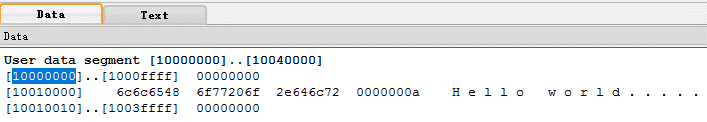 Data Text
Data
User data segment [10000000]..[10040000]
[10000000]..[1000ffff] 00000000
[10010000] 6c6c6548 6f77206f 2e646c72 0000000a H e l l o w o r l d . . . . .
[10010010]..[1003ffff] 00000000